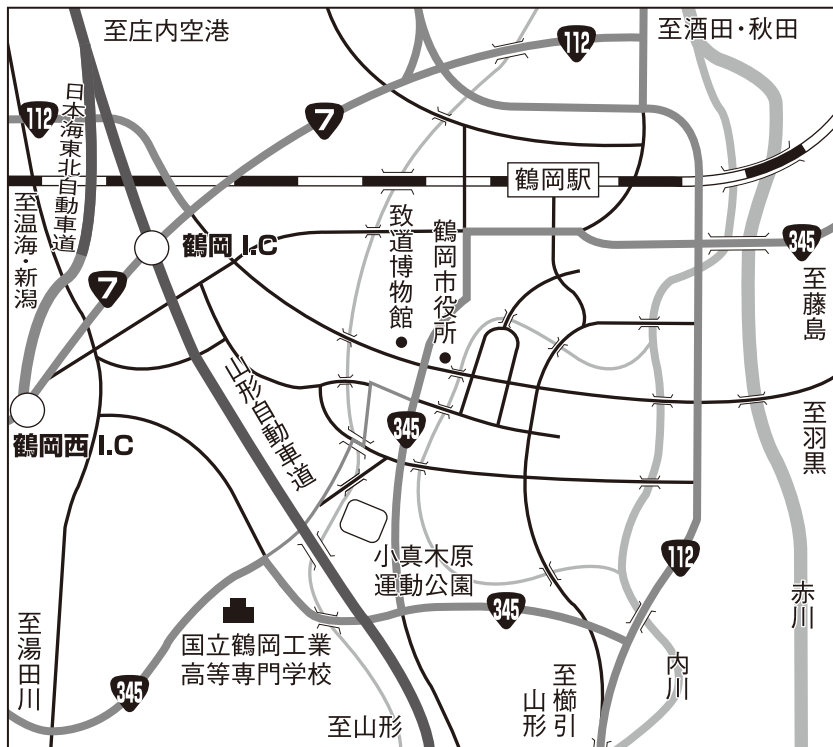 至庄内空港
112
至酒田・秋田
日本海東北自動車道
112
7
鶴岡駅
至温海・新潟
鶴岡 I.C
致道博物館
鶴岡市役所
345
7
至藤島
山形自動車道
至羽黒
鶴岡西 I.C
345
小真木原
運動公園
112
赤川
345
国立鶴岡工業
高等専門学校
至湯田川
内川
345
至山形
至櫛引
山形